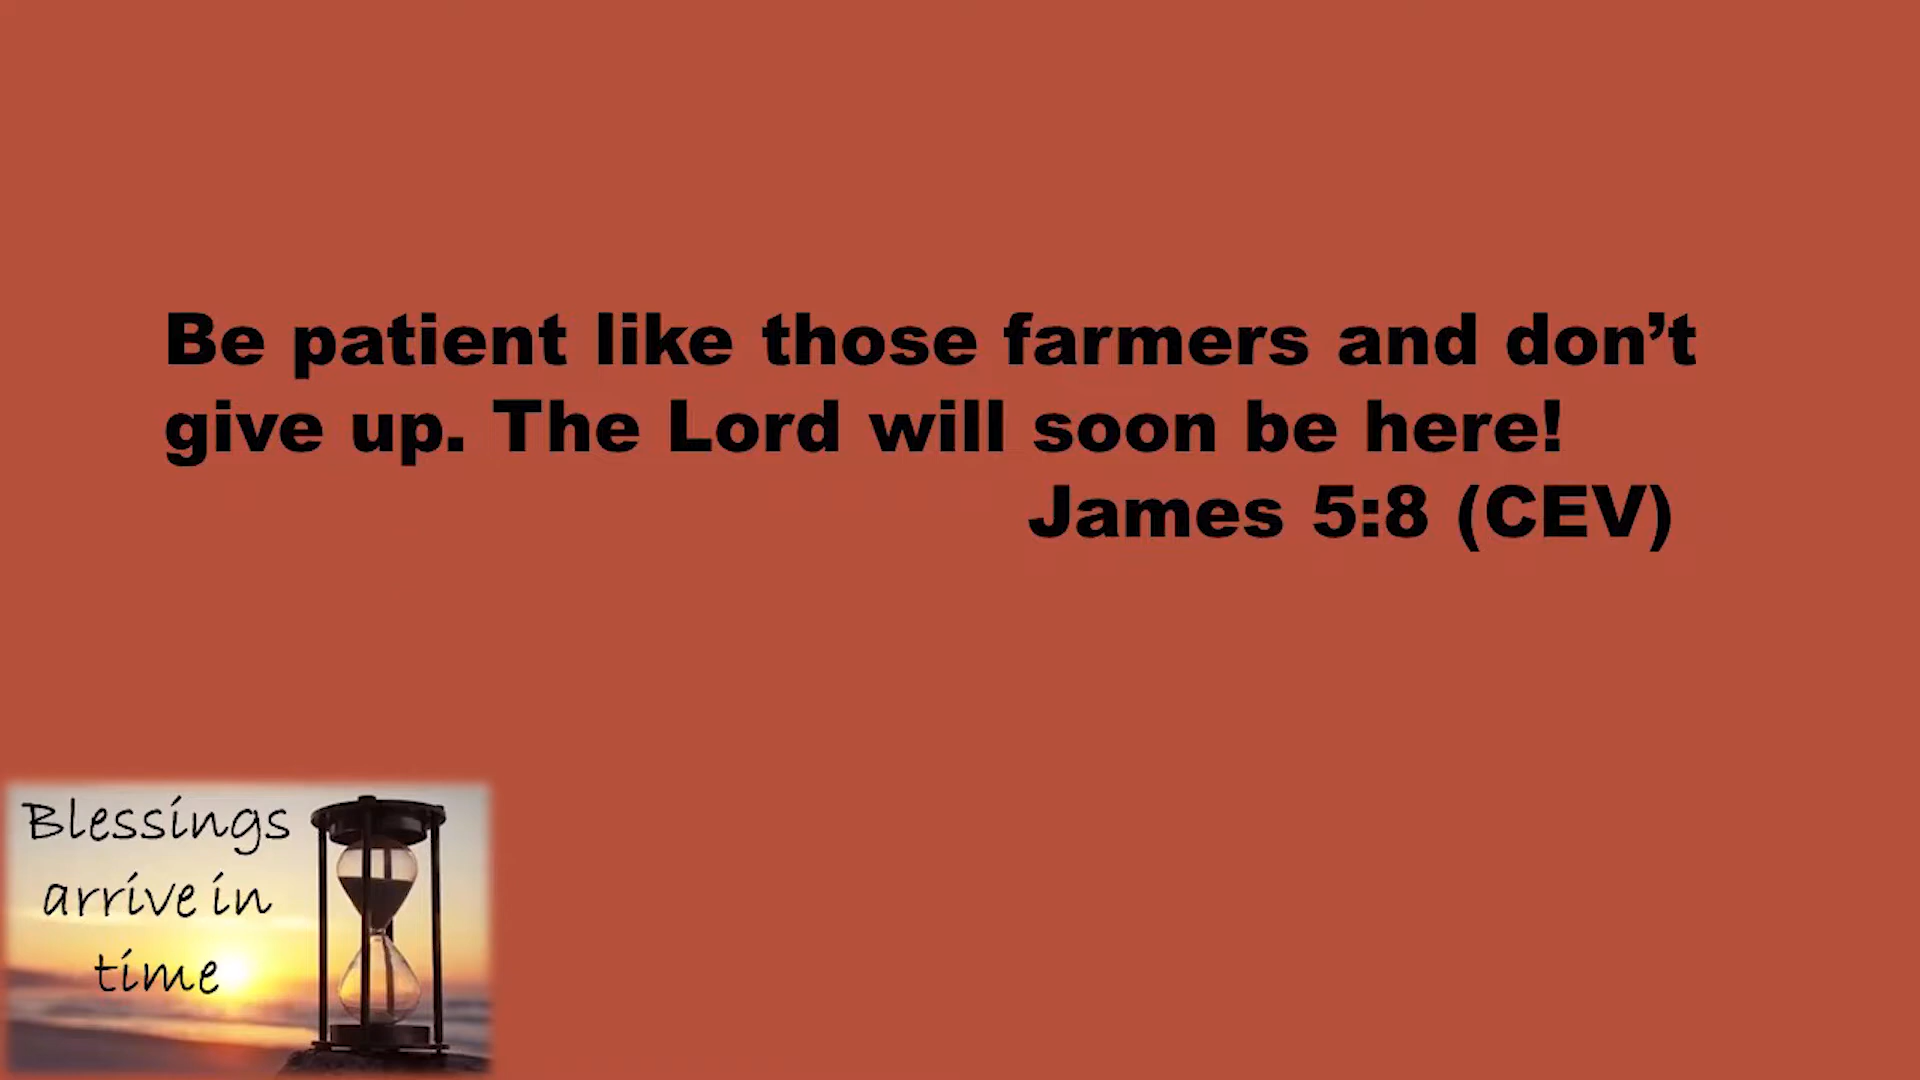 Be patient like those farmers and don’t
give up. The Lord will soon be here!
James 5:8 (CEV)
Blessings
arrive in
time